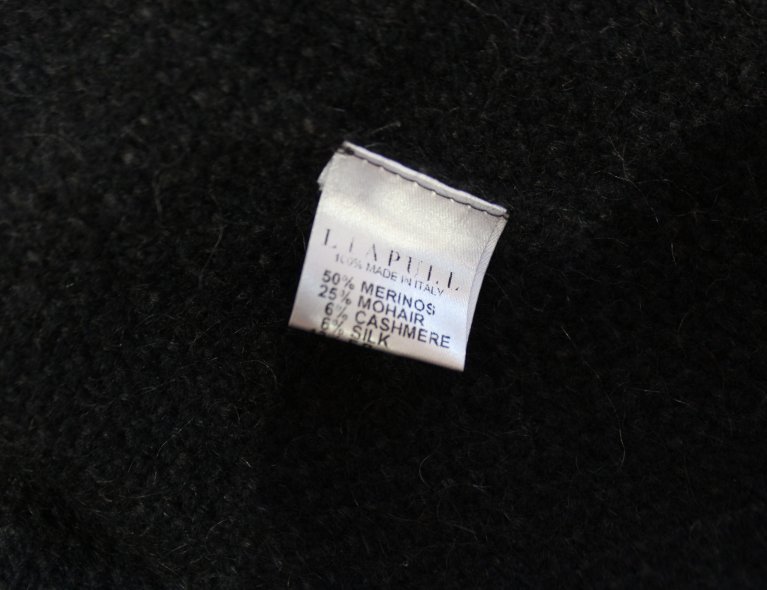 LIAPULL
100% MADE IN ITALY
50% MERINOS
25% MOHAIR
6% CASHMERE
6% SILK